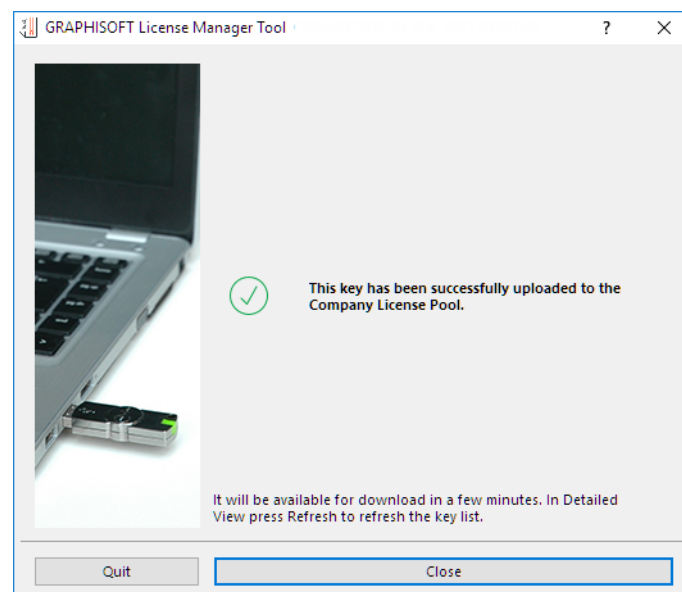 GRAPHISOFT License Manager Tool
?
This key has been successfully uploaded to the
Company License Pool.
It will be available for download in a few minutes. In Detailed
View press Refresh to refresh the key list.
Quit
Close